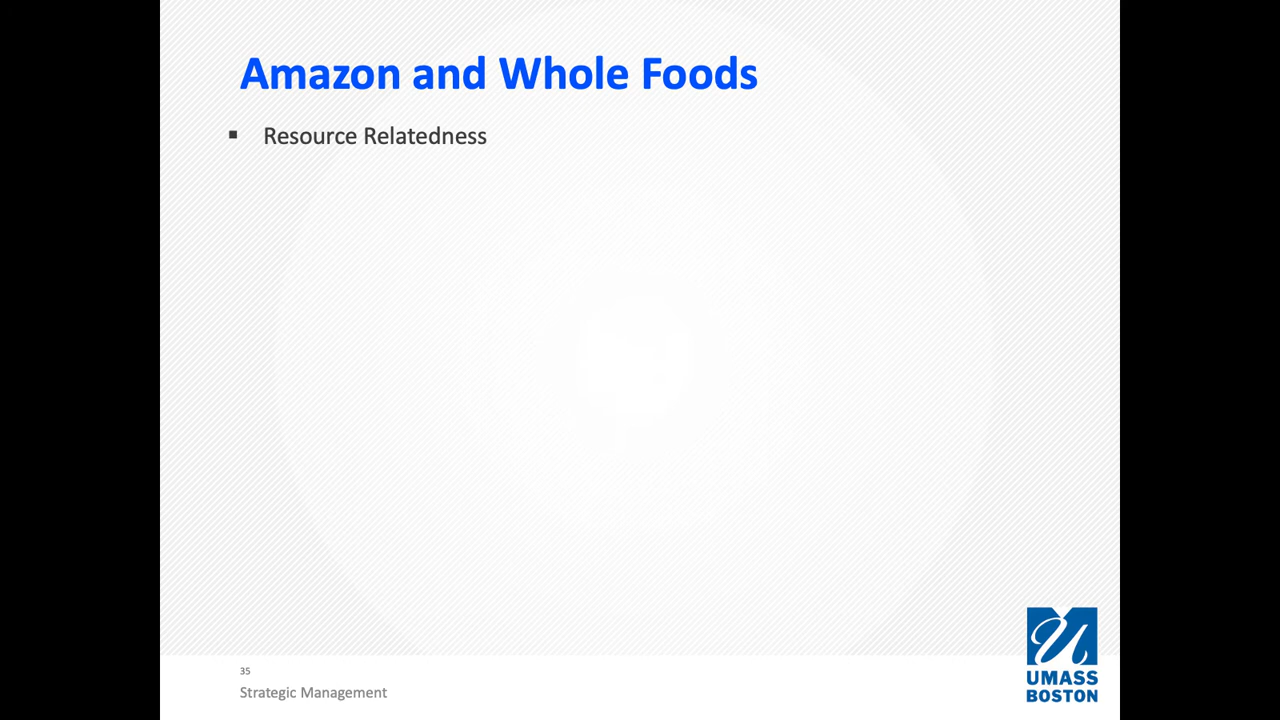 Amazon and Whole Foods
▪ Resource Relatedness
35
Strategic Management
UMASS
BOSTON